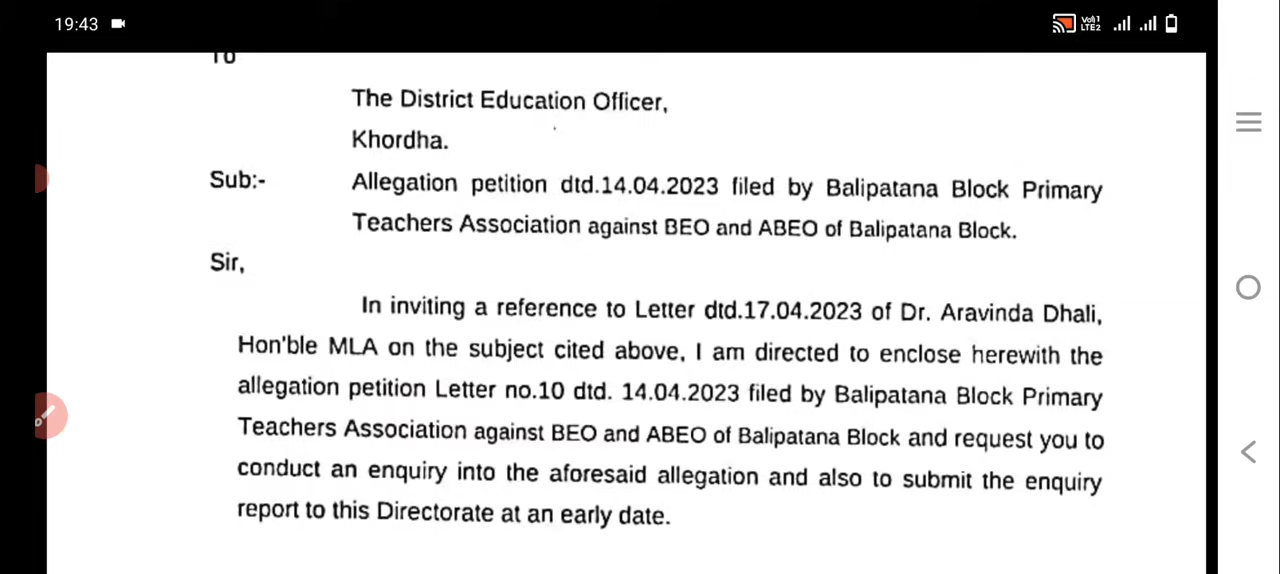 19:43
Vol) 1
LTE2
To
The District Education Officer,
Khordha.
Sub:- Allegation petition dtd.14.04.2023 filed by Balipatana Block Primary
Teachers Association against BEO and ABEO of Balipatana Block.
Sir,
In inviting a reference to Letter dtd.17.04.2023 of Dr. Aravinda Dhali,
Hon'ble MLA on the subject cited above, I am directed to enclose herewith the
allegation petition Letter no.10 dtd. 14.04.2023 filed by Balipatana Block Primary
Teachers Association against BEO and ABEO of Balipatana Block and request you to
conduct an enquiry into the aforesaid allegation and also to submit the enquiry
report to this Directorate at an early date.